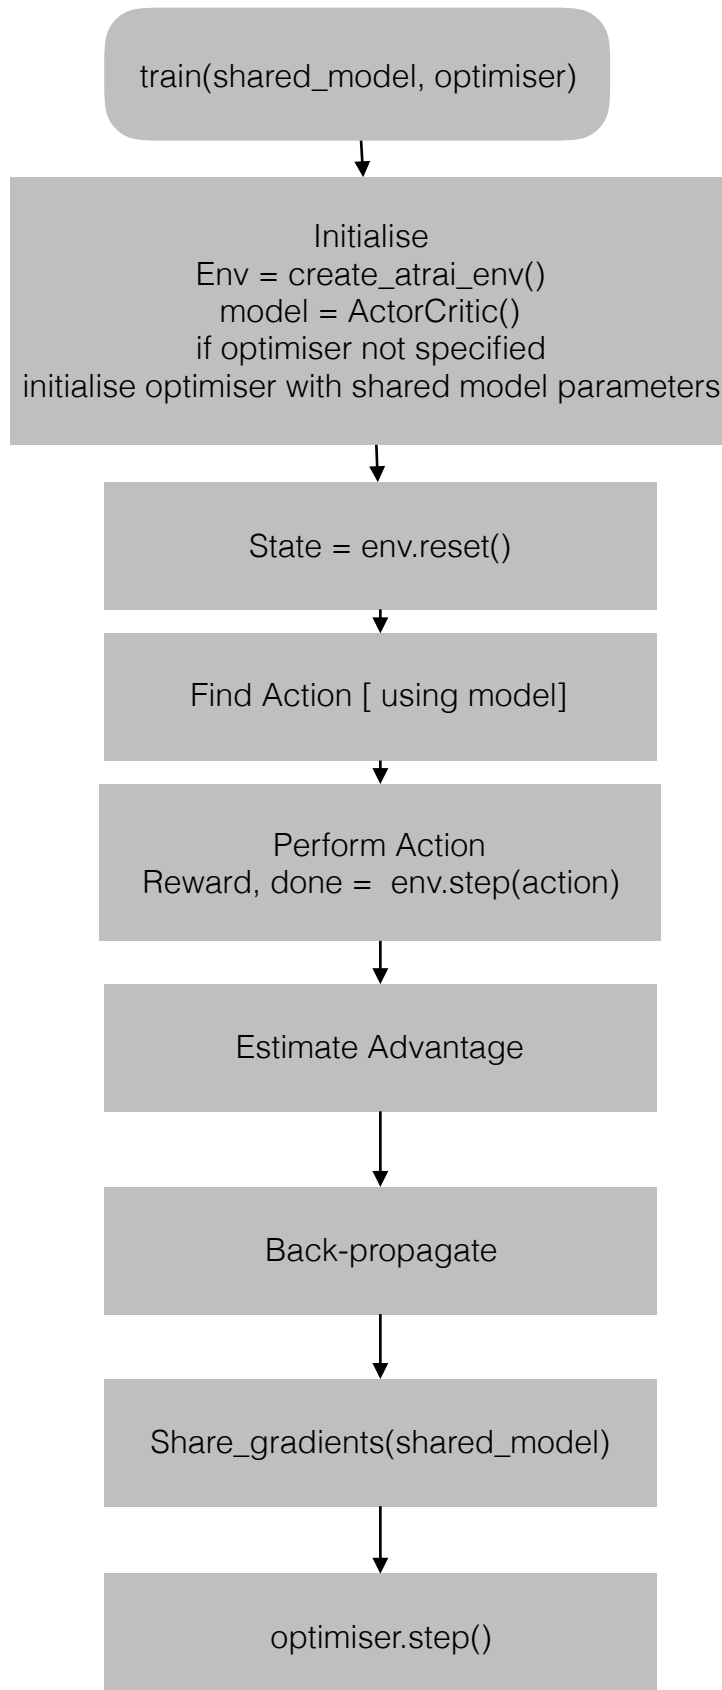 train(shared_model, optimiser)
Initialise
Env = create_atrai_env()
model = ActorCritic()
if optimiser not specified
initialise optimiser with shared model parameters
State = env.reset()
Find Action [ using model]
Perform Action
Reward, done =  env.step(action)
Estimate Advantage
Back-propagate
Share_gradients(shared_model)
optimiser.step()